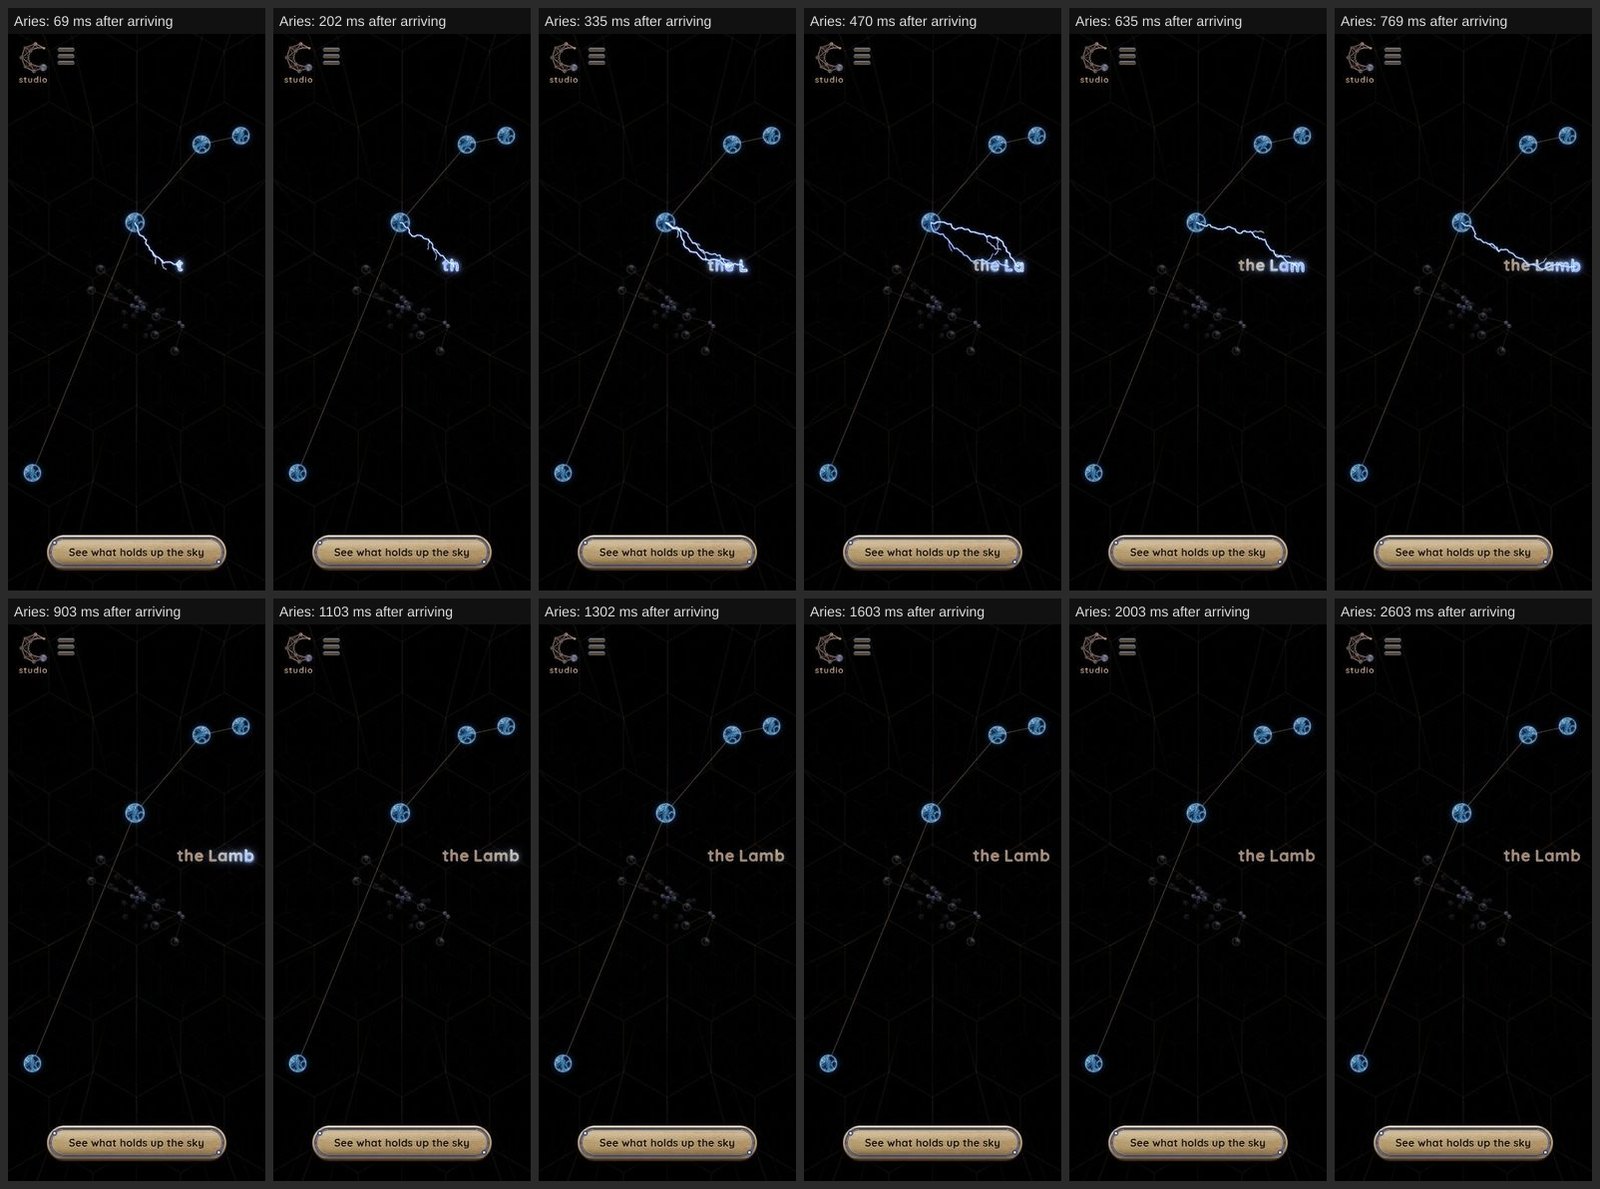 Aries: 69 ms after arriving
studio
t
See what holds up the sky
Aries: 202 ms after arriving
studio
th
See what holds up the sky
Aries: 335 ms after arriving
studio
the L
See what holds up the sky
Aries: 470 ms after arriving
studio
the La
See what holds up the sky
Aries: 635 ms after arriving
studio
the Lam
See what holds up the sky
Aries: 769 ms after arriving
studio
the Lamb
See what holds up the sky
Aries: 903 ms after arriving
studio
the Lamb
See what holds up the sky
Aries: 1103 ms after arriving
studio
the Lamb
See what holds up the sky
Aries: 1302 ms after arriving
studio
the Lamb
See what holds up the sky
Aries: 1603 ms after arriving
studio
the Lamb
See what holds up the sky
Aries: 2003 ms after arriving
studio
the Lamb
See what holds up the sky
Aries: 2603 ms after arriving
studio
the Lamb
See what holds up the sky